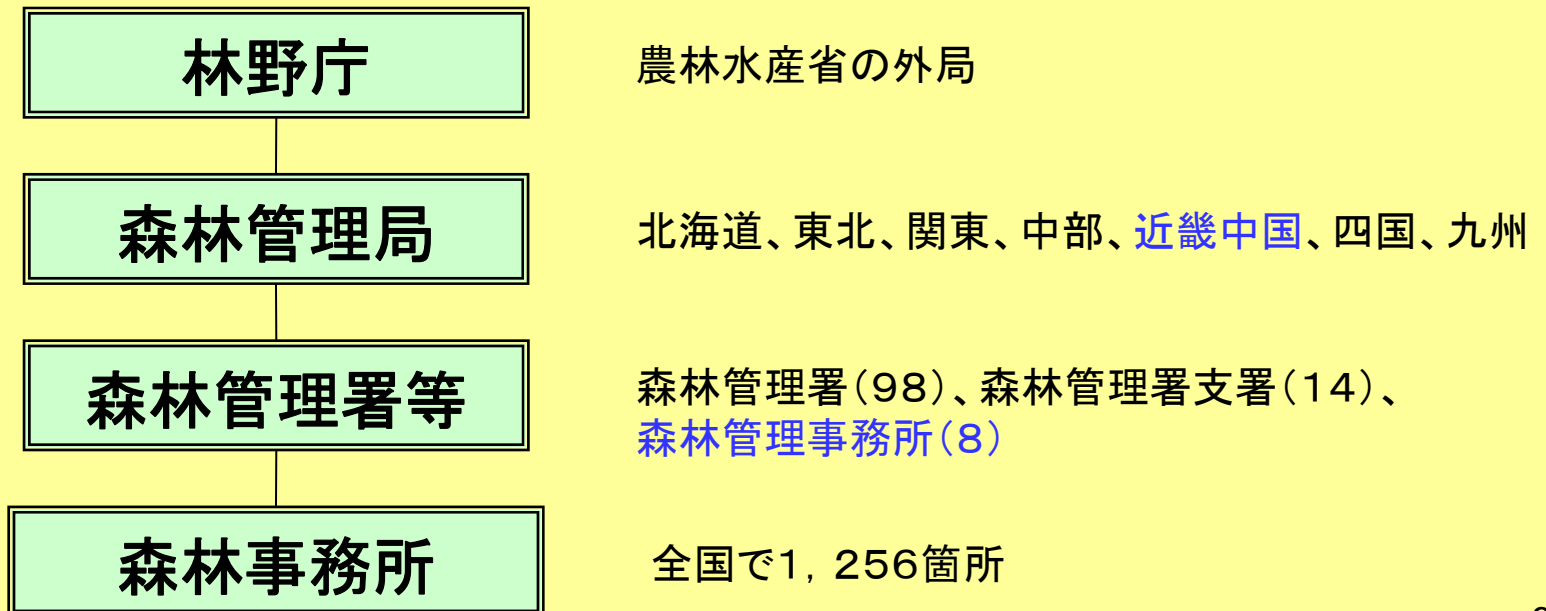 林野庁
農林水産省の外局
森林管理局
北海道、東北、関東、中部、近畿中国、四国、九州
森林管理署等
森林管理署(98)、森林管理署支署(14)、
森林管理事務所(8)
森林事務所
全国で1，256箇所